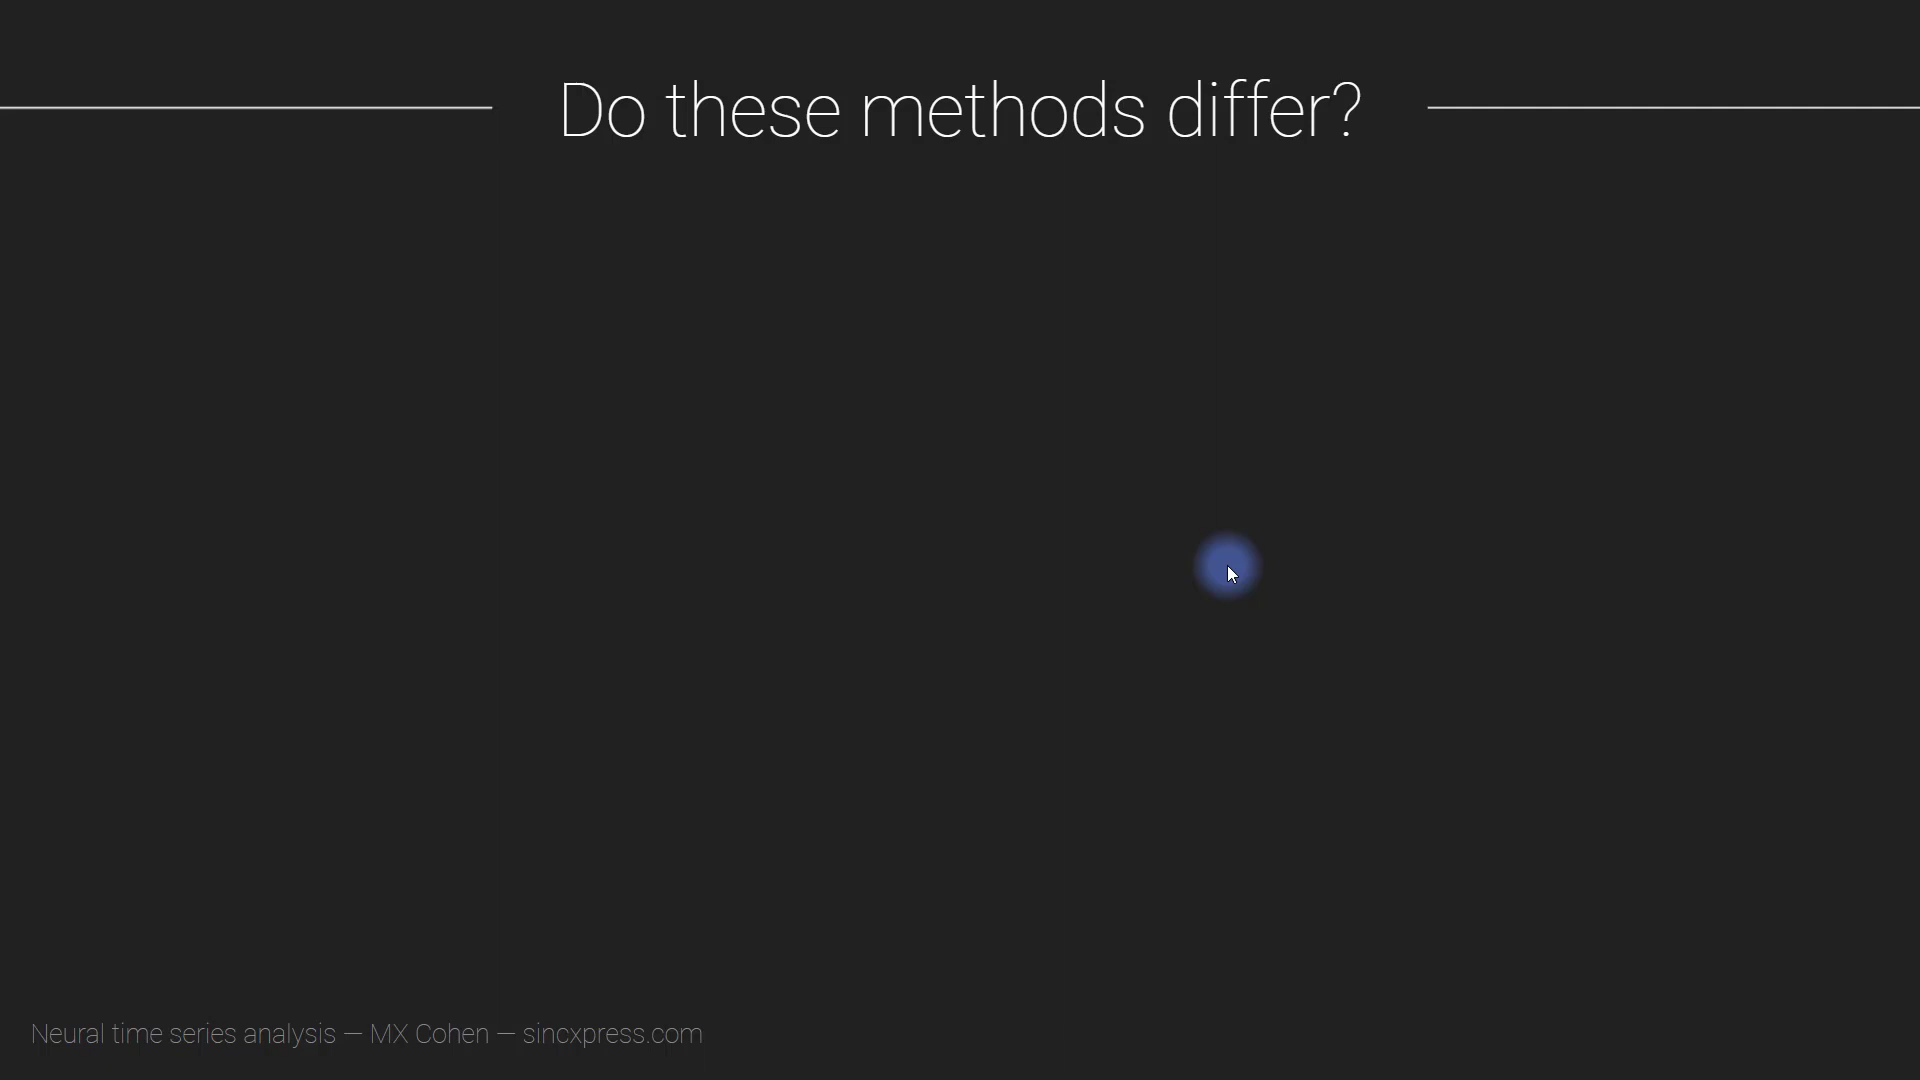 Do these methods differ?
Neural time series analysis — MX Cohen — sincxpress.com